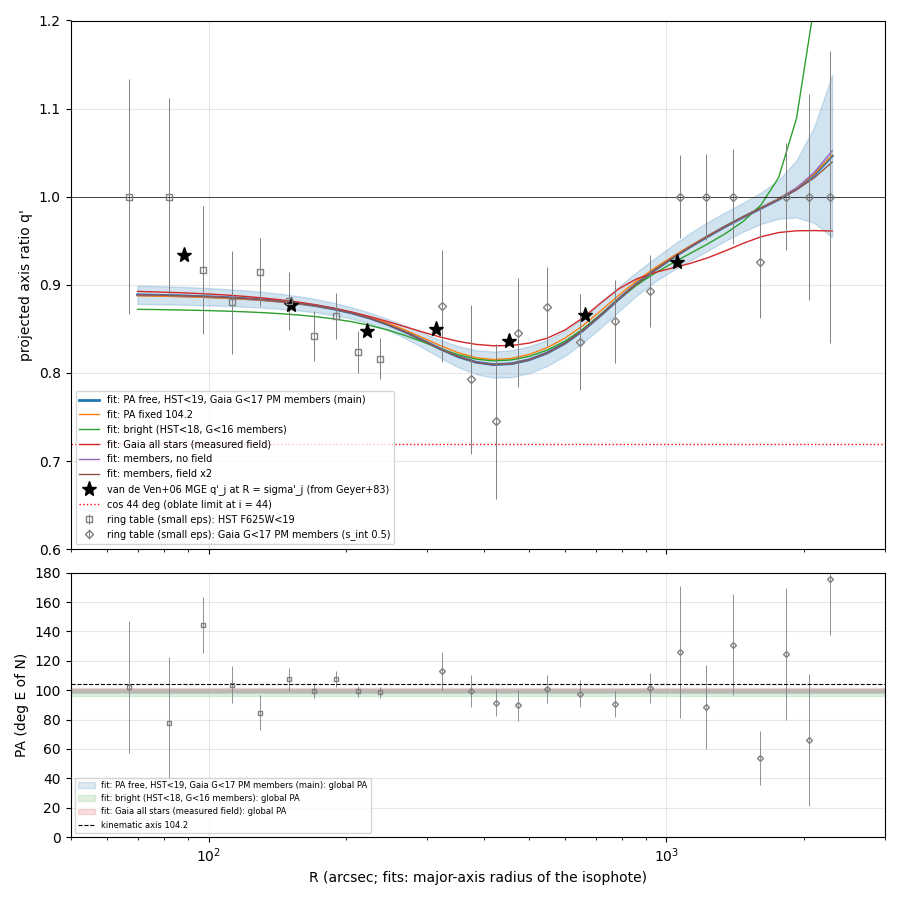 1.2
1.1
1.0
0.9
0.8
0.7
0.6
projected axis ratio q'
fit: PA free, HST<19, Gaia G<17 PM members (main)
fit: PA fixed 104.2
fit: bright (HST<18, G<16 members)
fit: Gaia all stars (measured field)
fit: members, no field
fit: members, field x2
van de Ven+06 MGE q'_j at R = sigma'_j (from Geyer+83)
cos 44 deg (oblate limit at i = 44)
ring table (small eps): HST F625W<19
ring table (small eps): Gaia G<17 PM members (s_int 0.5)
180
160
140
120
100
80
60
40
20
0
PA (deg E of N)
fit: PA free, HST<19, Gaia G<17 PM members (main): global PA
fit: bright (HST<18, G<16 members): global PA
fit: Gaia all stars (measured field): global PA
kinematic axis 104.2
10²
10³
R (arcsec; fits: major-axis radius of the isophote)